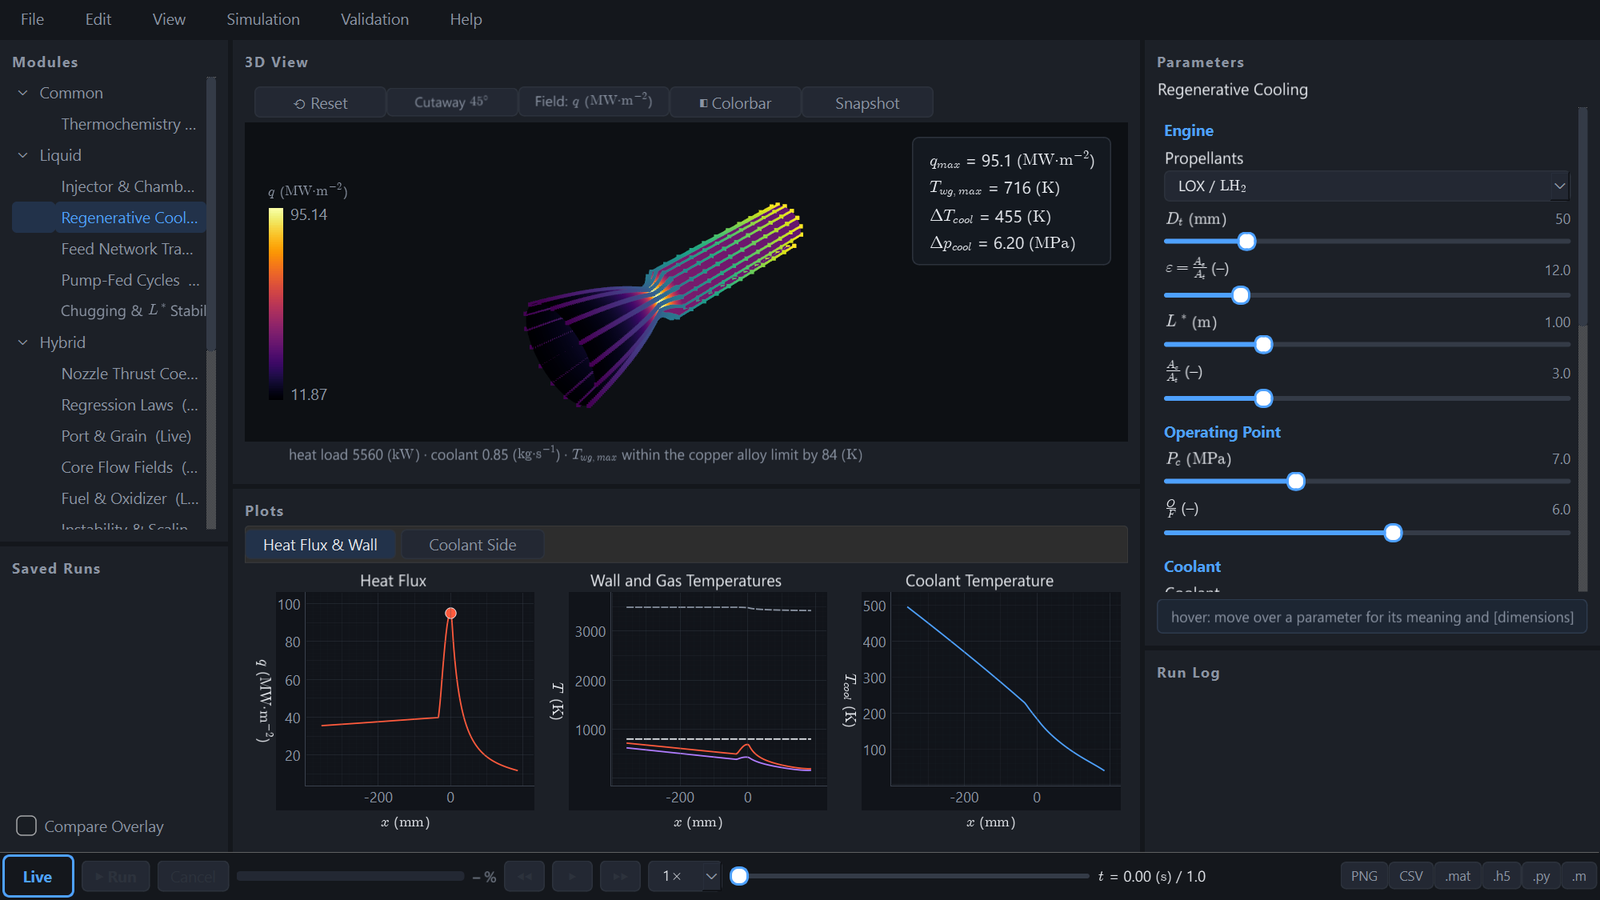 File Edit View Simulation Validation Help
Modules
Common
Thermochemistry ...
Liquid
Injector & Chamb...
Regenerative Cool...
Feed Network Tra...
Pump-Fed Cycles ...
Chugging & L* Stabil
Hybrid
Nozzle Thrust Coe...
Regression Laws (...
Port & Grain (Live)
Core Flow Fields (...
Fuel & Oxidizer (L...
Instability & Scalin
Saved Runs
Compare Overlay
3D View
Reset Cutaway 45° Field: q (MW·m⁻²) Colorbar Snapshot
q (MW·m⁻²)
95.14
11.87
q_max = 95.1 (MW·m⁻²)
T_wg,max = 716 (K)
ΔT_cool = 455 (K)
Δp_cool = 6.20 (MPa)
heat load 5560 (kW) · coolant 0.85 (kg·s⁻¹) · T_wg,max within the copper alloy limit by 84 (K)
Plots
Heat Flux & Wall Coolant Side
Heat Flux
q (MW·m⁻²)
100
80
60
40
20
-200 0
x (mm)
Wall and Gas Temperatures
T (K)
3000
2000
1000
-200 0
x (mm)
Coolant Temperature
T_cool (K)
500
400
300
200
100
-200 0
x (mm)
Parameters
Regenerative Cooling
Engine
Propellants
LOX / LH₂
D_t (mm) 50
ε = A_e/A_t (–) 12.0
L* (m) 1.00
A_c/A_t (–) 3.0
Operating Point
P_c (MPa) 7.0
O/F (–) 6.0
Coolant
Coolant
hover: move over a parameter for its meaning and [dimensions]
Run Log
Live Run Cancel – % 1× t = 0.00 (s) / 1.0 PNG CSV .mat .h5 .py .m